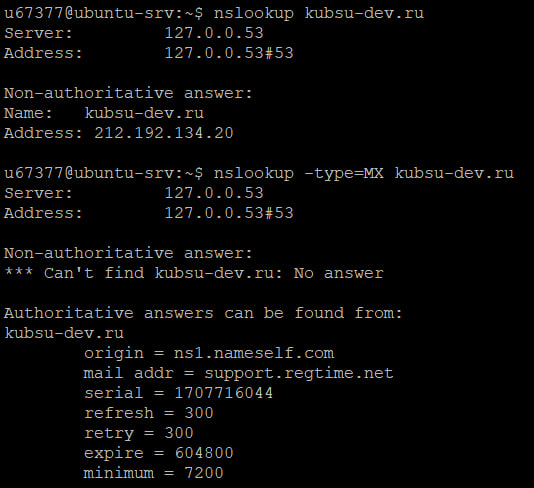 u67377@ubuntu-srv:~$ nslookup kubsu-dev.ru
Server:         127.0.0.53
Address:        127.0.0.53#53

Non-authoritative answer:
Name:   kubsu-dev.ru
Address: 212.192.134.20

u67377@ubuntu-srv:~$ nslookup -type=MX kubsu-dev.ru
Server:         127.0.0.53
Address:        127.0.0.53#53

Non-authoritative answer:
*** Can't find kubsu-dev.ru: No answer

Authoritative answers can be found from:
kubsu-dev.ru
        origin = ns1.nameself.com
        mail addr = support.regtime.net
        serial = 1707716044
        refresh = 300
        retry = 300
        expire = 604800
        minimum = 7200